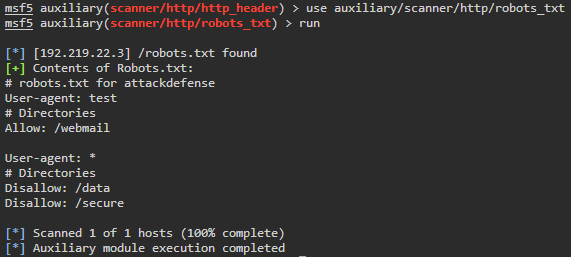 msf5 auxiliary(scanner/http/http_header) > use auxiliary/scanner/http/robots_txt
msf5 auxiliary(scanner/http/robots_txt) > run
[*] [192.219.22.3] /robots.txt found
[+] Contents of Robots.txt:
# robots.txt for attackdefense
User-agent: test
# Directories
Allow: /webmail
User-agent: *
# Directories
Disallow: /data
Disallow: /secure
[*] Scanned 1 of 1 hosts (100% complete)
[*] Auxiliary module execution completed